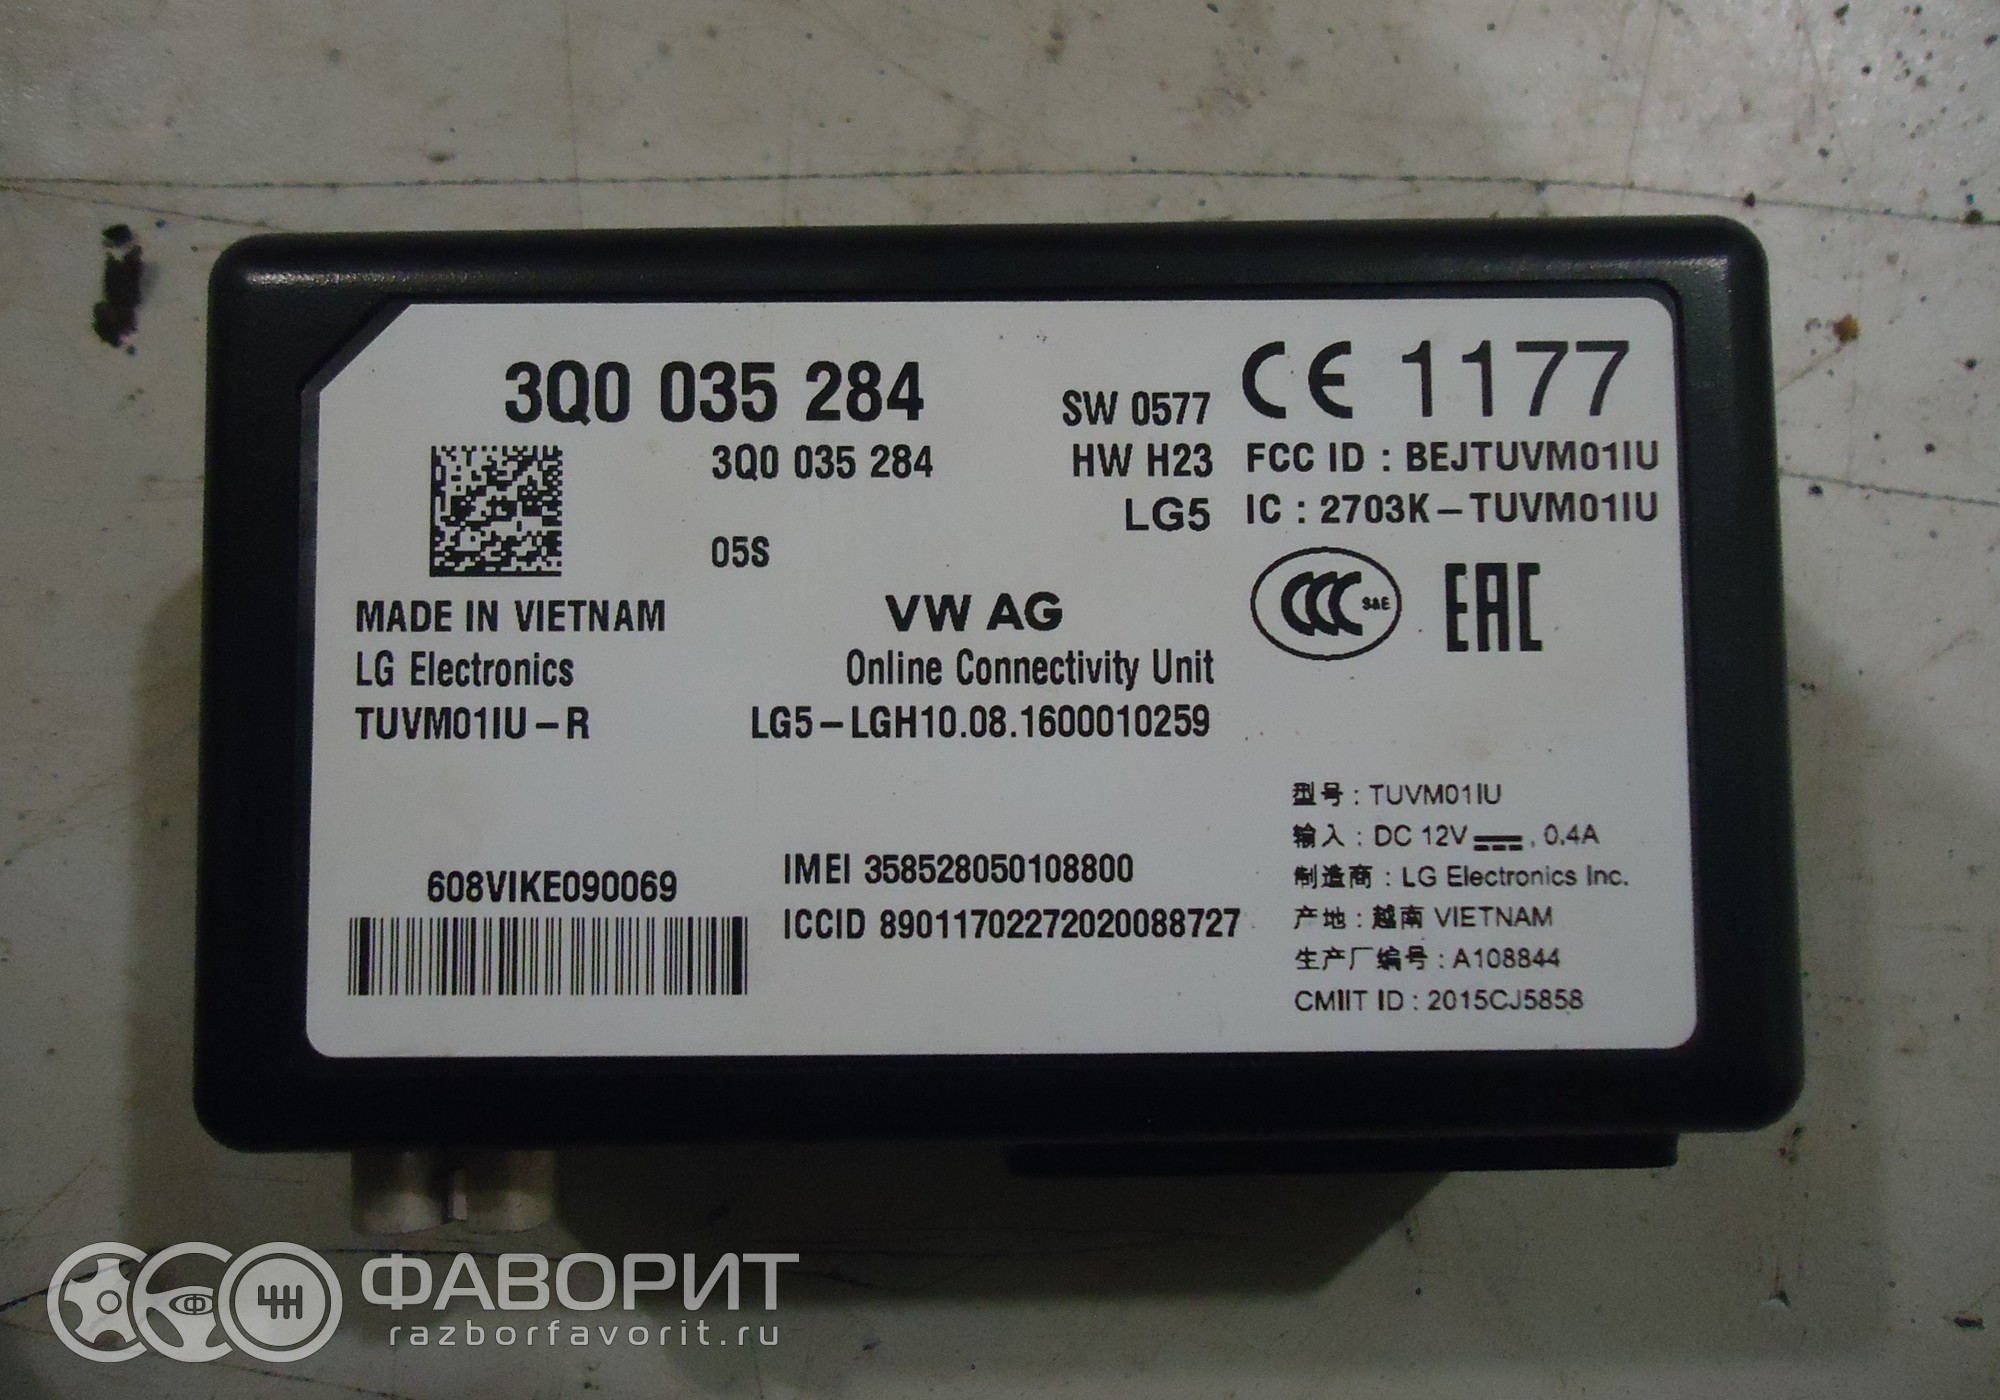 3Q0 035 284
3Q0 035 284
05S
SW 0577
HW H23
LG5
CE 1177
FCC ID : BEJTUVM01IU
IC : 2703K-TUVM01IU
CCC S&E
EAC
MADE IN VIETNAM
LG Electronics
TUVM01IU-R
VW AG
Online Connectivity Unit
LG5-LGH10.08.1600010259
608VIKE090069
IMEI 358528050108800
ICCID 89011702272020088727
型号 : TUVM01IU
输入 : DC 12V ⎓ , 0.4A
制造商 : LG Electronics Inc.
产地 : 越南 VIETNAM
生产厂编号 : A108844
CMIIT ID : 2015CJ5858
ФАВОРИТ
razborfavorit.ru